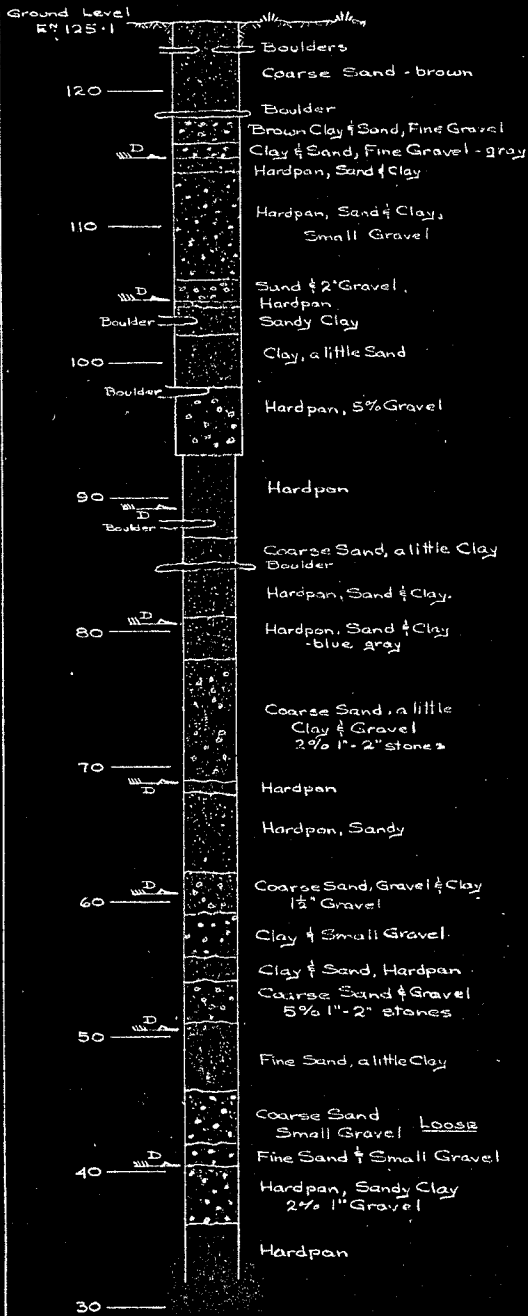 Ground Level
El<sup>n</sup> 125.1
Boulders
Coarse Sand - brown
120
Boulder
Brown Clay & Sand, Fine Gravel
Clay & Sand, Fine Gravel - gray
D
Hardpan, Sand & Clay
Hardpan, Sand & Clay,
Small Gravel
110
Sand & 2" Gravel.
D
Hardpan
Boulder
Sandy Clay
Clay, a little Sand
100
Boulder
Hardpan, 5% Gravel
Hardpan
90
D
Boulder
Coarse Sand, a little Clay
Boulder
Hardpan, Sand & Clay.
D
80
Hardpan, Sand & Clay
-blue gray
Coarse Sand, a little
Clay & Gravel
2% 1"-2" stones
70
D
Hardpan
Hardpan, Sandy
D
Coarse Sand, Gravel & Clay
1½" Gravel
60
Clay & Small Gravel
Clay & Sand, Hardpan
Coarse Sand & Gravel
5% 1"-2" stones
D
50
Fine Sand, a little Clay
Coarse Sand
Small Gravel Loose
D
Fine Sand & Small Gravel
40
Hardpan, Sandy Clay
2% 1" Gravel
Hardpan
30